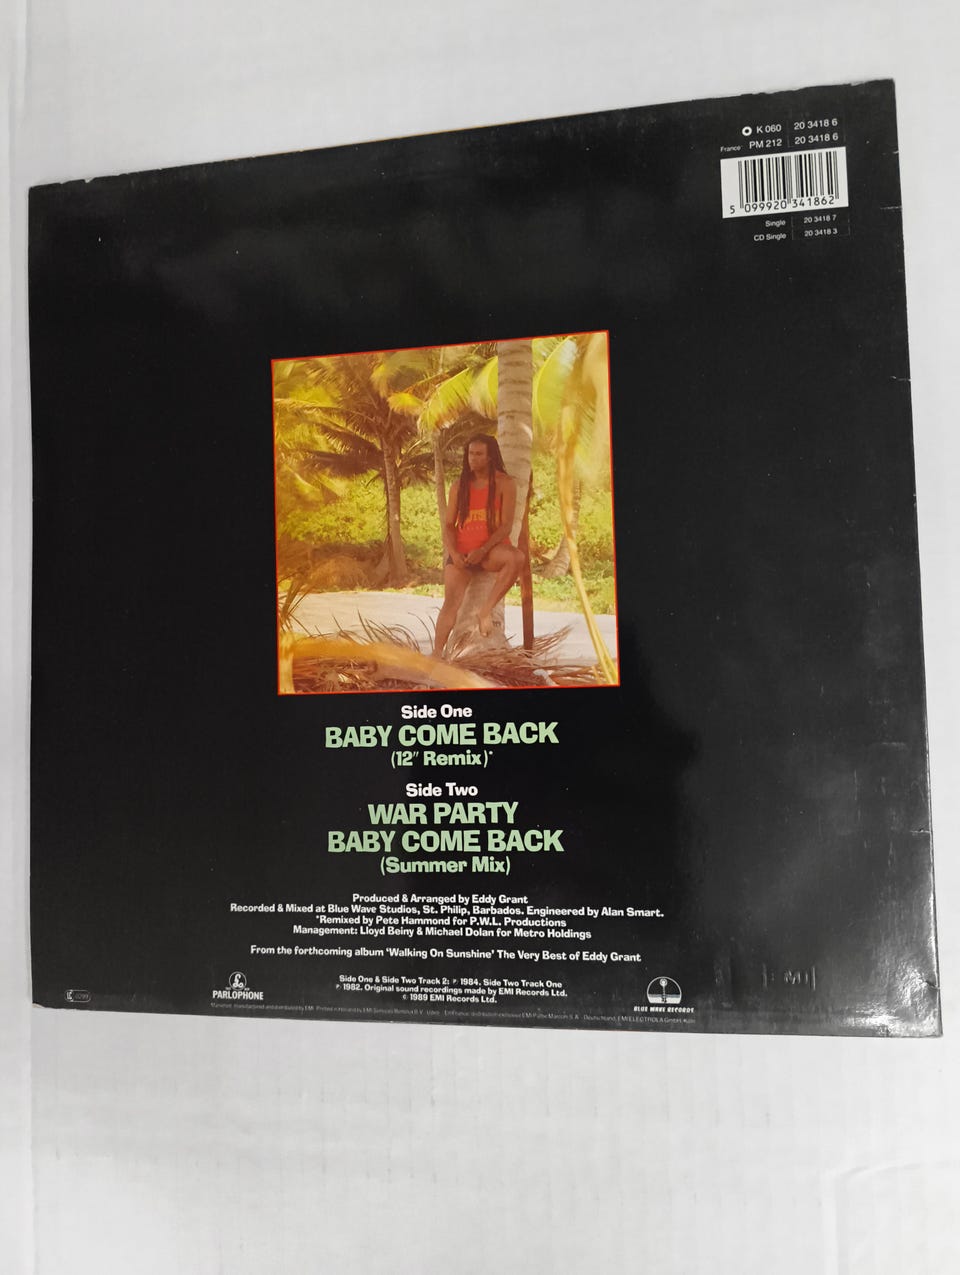 K 060 20 3418 6
France PM 212 20 3418 6
5 099920 341862
Single 20 3418 7
CD Single 20 3418 3
Side One
BABY COME BACK
(12" Remix)*
Side Two
WAR PARTY
BABY COME BACK
(Summer Mix)
Produced & Arranged by Eddy Grant
Recorded & Mixed at Blue Wave Studios, St. Philip, Barbados. Engineered by Alan Smart.
*Remixed by Pete Hammond for P.W.L. Productions
Management: Lloyd Beiny & Michael Dolan for Metro Holdings
From the forthcoming album 'Walking On Sunshine' The Very Best of Eddy Grant
PARLOPHONE
Side One & Side Two Track 2: ℗ 1984. Side Two Track One
℗ 1982. Original sound recordings made by EMI Records Ltd.
© 1989 EMI Records Ltd.
BLUE WAVE RECORDS
EMI